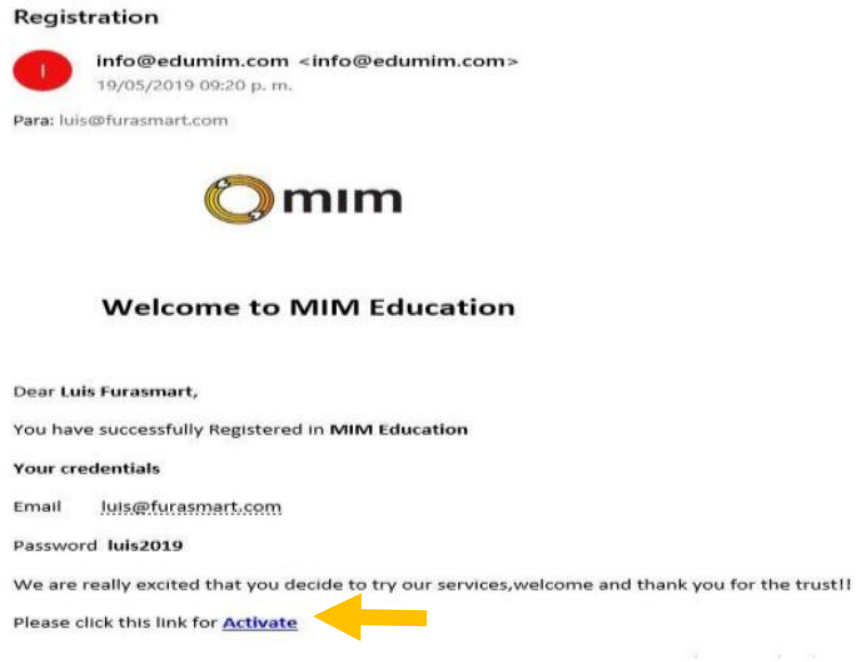 Registration
I
info@edumim.com <info@edumim.com>
19/05/2019 09:20 p. m.
Para: luis@furasmart.com
mim
Welcome to MIM Education
Dear Luis Furasmart,
You have successfully Registered in MIM Education
Your credentials
Email luis@furasmart.com
Password luis2019
We are really excited that you decide to try our services,welcome and thank you for the trust!!
Please click this link for Activate